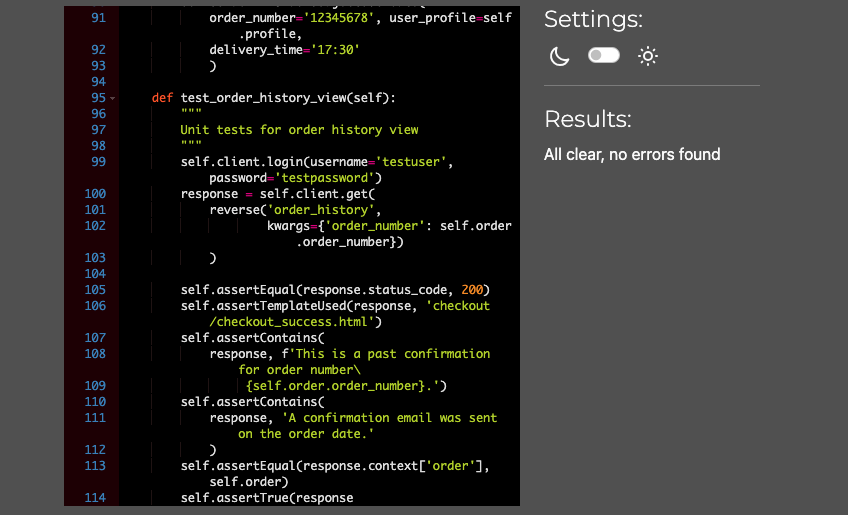 91 order_number='12345678', user_profile=self
.profile,
92 delivery_time='17:30'
93 )
94
95 def test_order_history_view(self):
96 """
97 Unit tests for order history view
98 """
99 self.client.login(username='testuser',
password='testpassword')
100 response = self.client.get(
101 reverse('order_history',
102 kwargs={'order_number': self.order
.order_number})
103 )
104
105 self.assertEqual(response.status_code, 200)
106 self.assertTemplateUsed(response, 'checkout
/checkout_success.html')
107 self.assertContains(
108 response, f'This is a past confirmation
for order number\
109 {self.order.order_number}.')
110 self.assertContains(
111 response, 'A confirmation email was sent
on the order date.'
112 )
113 self.assertEqual(response.context['order'],
self.order)
114 self.assertTrue(response
Settings:
Results:
All clear, no errors found